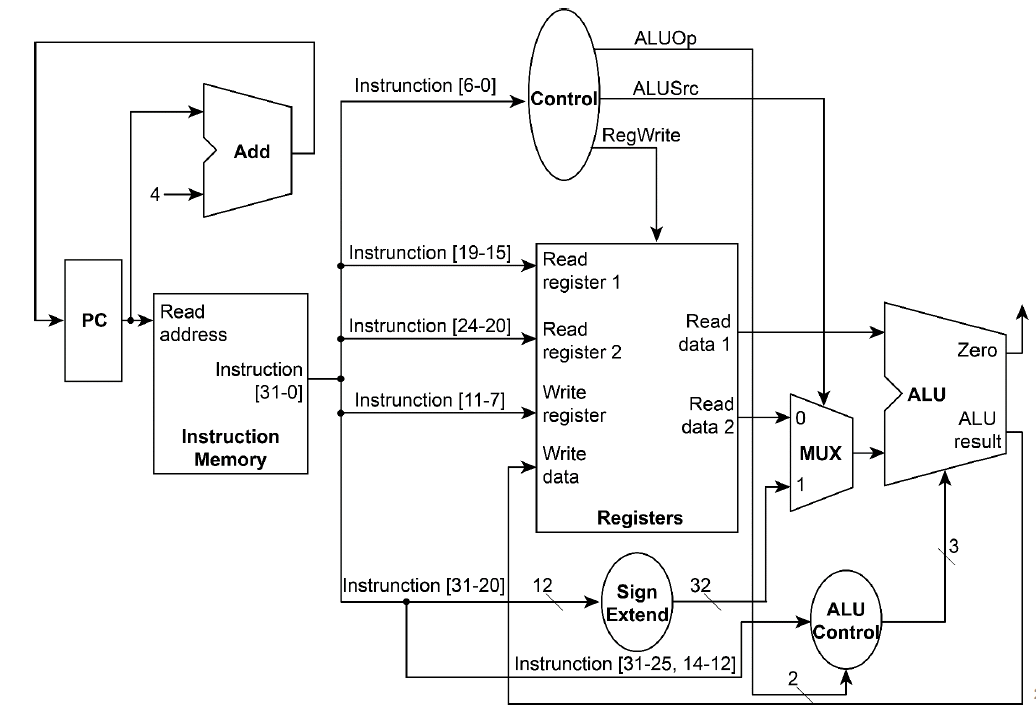 ALUOp
Instrunction [6-0]
Control
ALUSrc
RegWrite
Add
4
Instrunction [19-15]
Read
register 1
PC
Read
address
Instrunction [24-20]
Read
register 2
Read
data 1
Zero
Instruction
[31-0]
Instrunction [11-7]
Write
register
Read
data 2
0
ALU
ALU
result
Instruction
Memory
Write
data
MUX
1
Registers
3
Instrunction [31-20]
12
Sign
Extend
32
ALU
Control
Instrunction [31-25, 14-12]
2